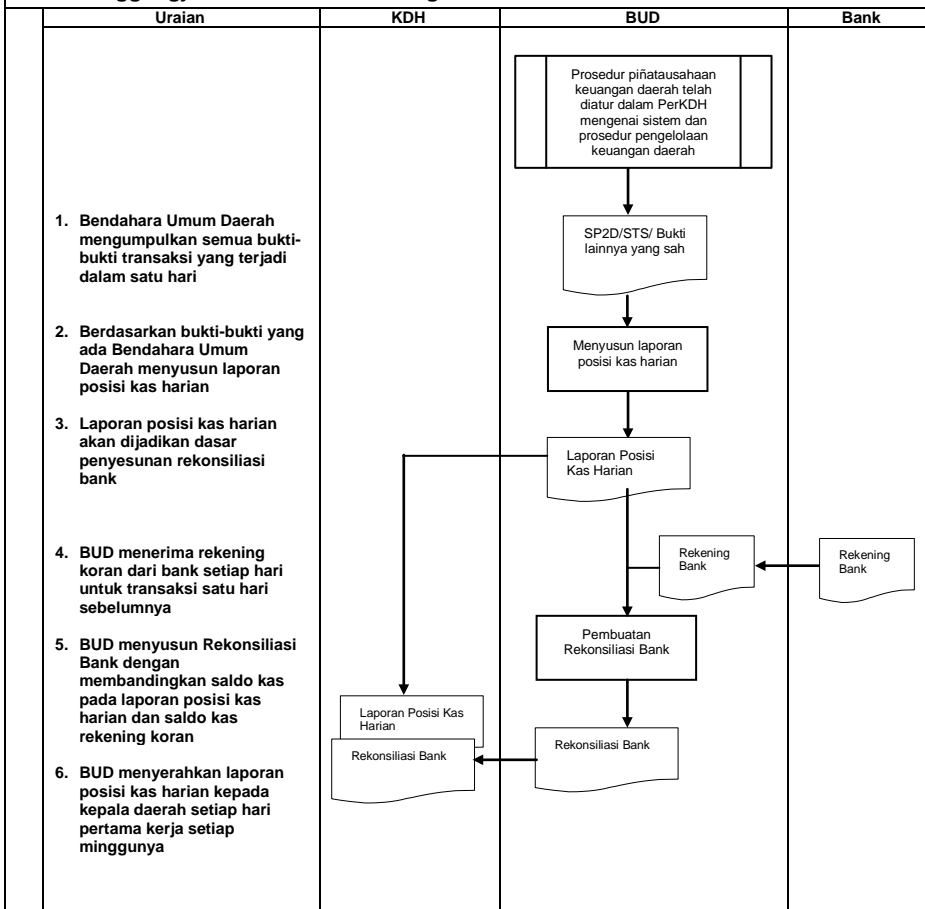 Uraian
KDH
BUD
Bank
Prosedur piñatausahaan
keuangan daerah telah
diatur dalam PerKDH
mengenai sistem dan
prosedur pengelolaan
keuangan daerah
1. Bendahara Umum Daerah
mengumpulkan semua bukti-
bukti transaksi yang terjadi
dalam satu hari
SP2D/STS/ Bukti
lainnya yang sah
2. Berdasarkan bukti-bukti yang
ada Bendahara Umum
Daerah menyusun laporan
posisi kas harian
Menyusun laporan
posisi kas harian
3. Laporan posisi kas harian
akan dijadikan dasar
penyesunan rekonsiliasi
bank
Laporan Posisi
Kas Harian
4. BUD menerima rekening
koran dari bank setiap hari
untuk transaksi satu hari
sebelumnya
Rekening
Bank
Rekening
Bank
5. BUD menyusun Rekonsiliasi
Bank dengan
membandingkan saldo kas
pada laporan posisi kas
harian dan saldo kas
rekening koran
Pembuatan
Rekonsiliasi Bank
Laporan Posisi Kas
Harian
Rekonsiliasi Bank
Rekonsiliasi Bank
6. BUD menyerahkan laporan
posisi kas harian kepada
kepala daerah setiap hari
pertama kerja setiap
minggunya